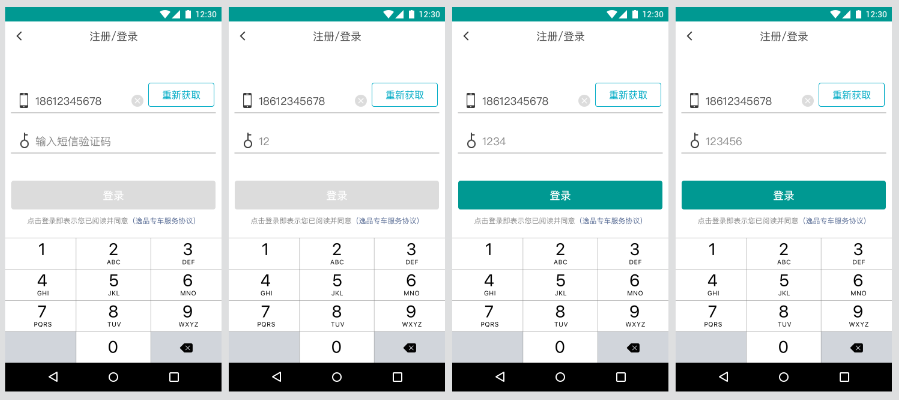 12:30
注册/登录
18612345678 重新获取
输入短信验证码
登录
点击登录即表示您已阅读并同意《逸品专车服务协议》
1 2 3
ABC DEF
4 5 6
GHI JKL MNO
7 8 9
PQRS TUV WXYZ
0
12:30
注册/登录
18612345678 重新获取
12
登录
点击登录即表示您已阅读并同意《逸品专车服务协议》
1 2 3
ABC DEF
4 5 6
GHI JKL MNO
7 8 9
PQRS TUV WXYZ
0
12:30
注册/登录
18612345678 重新获取
1234
登录
点击登录即表示您已阅读并同意《逸品专车服务协议》
1 2 3
ABC DEF
4 5 6
GHI JKL MNO
7 8 9
PQRS TUV WXYZ
0
12:30
注册/登录
18612345678 重新获取
123456
登录
点击登录即表示您已阅读并同意《逸品专车服务协议》
1 2 3
ABC DEF
4 5 6
GHI JKL MNO
7 8 9
PQRS TUV WXYZ
0